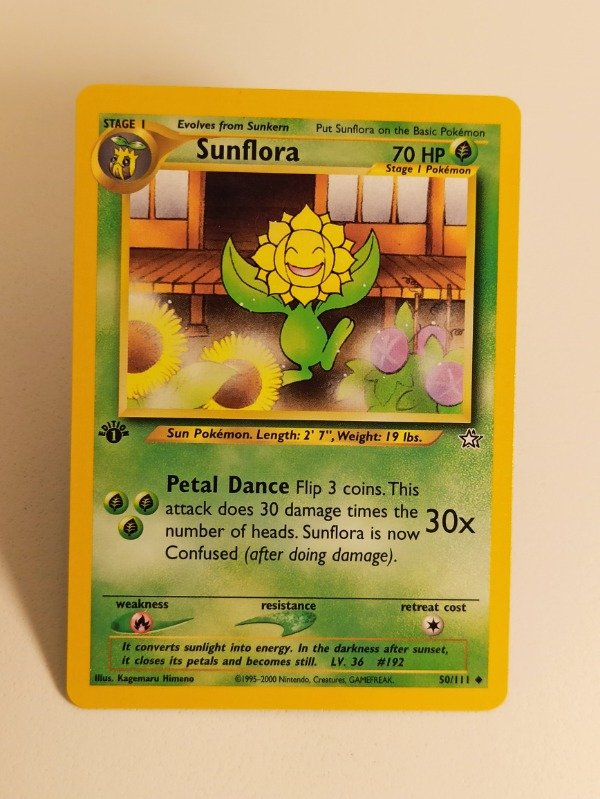 STAGE 1 Evolves from Sunkern Put Sunflora on the Basic Pokémon
Sunflora 70 HP
Stage 1 Pokémon
EDITION
1
Sun Pokémon. Length: 2' 7", Weight: 19 lbs.
Petal Dance Flip 3 coins. This
attack does 30 damage times the
number of heads. Sunflora is now
Confused (after doing damage).
30x
weakness resistance retreat cost
It converts sunlight into energy. In the darkness after sunset,
it closes its petals and becomes still. LV. 36 #192
Illus. Kagemaru Himeno ©1995-2000 Nintendo, Creatures, GAMEFREAK. 50/111